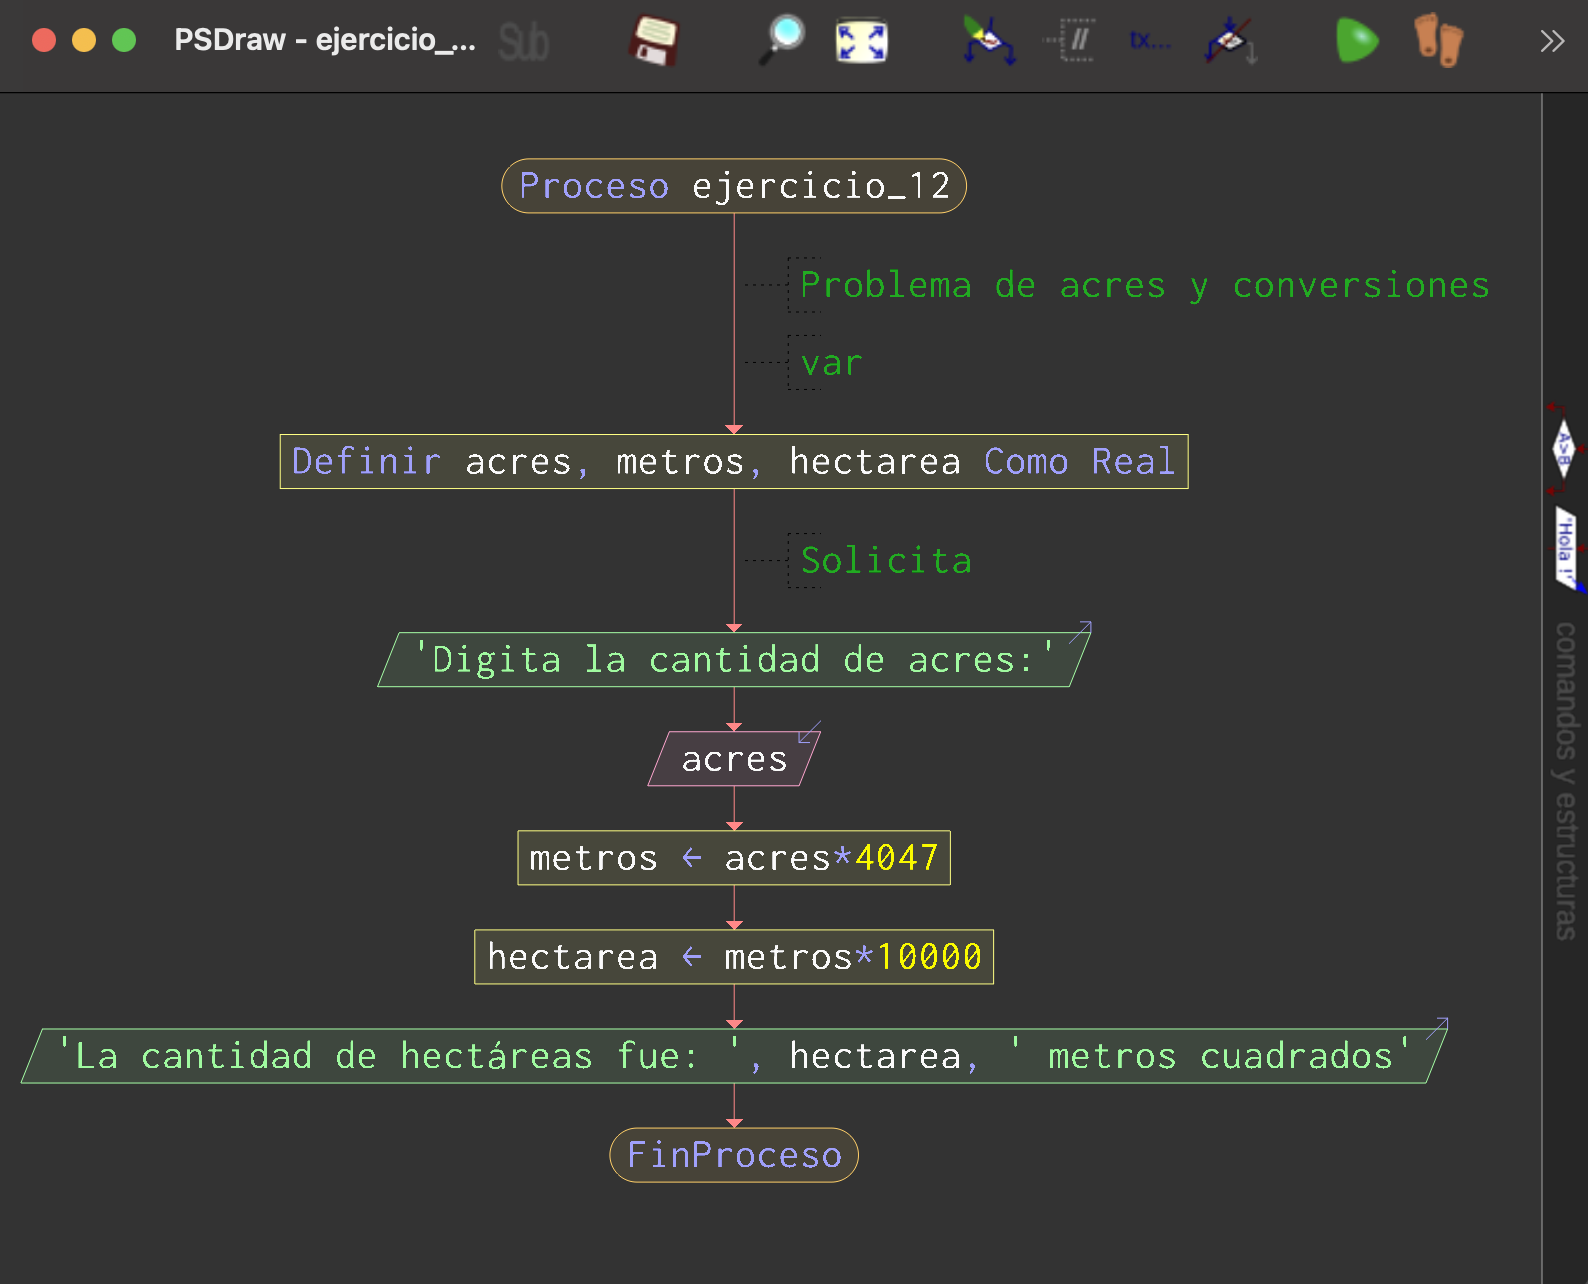 PSDraw - ejercicio_...
Sub
//
tx...
Proceso ejercicio_12
Problema de acres y conversiones
var
Definir acres, metros, hectarea Como Real
Solicita
'Digita la cantidad de acres:'
acres
metros ← acres*4047
hectarea ← metros*10000
'La cantidad de hectáreas fue: ', hectarea, ' metros cuadrados'
FinProceso
A>B
"Hola !"
comandos y estructuras